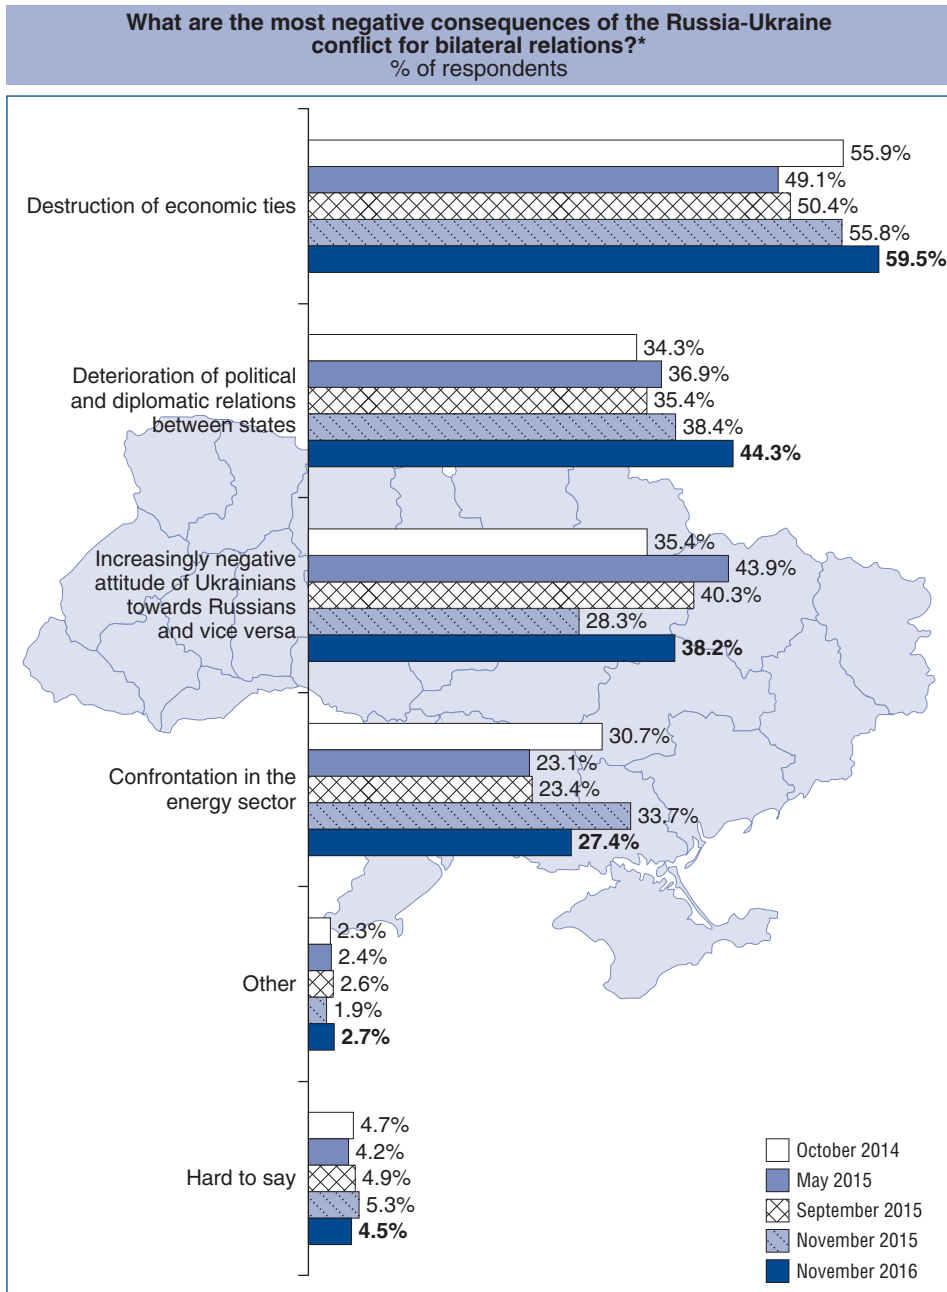 What are the most negative consequences of the Russia-Ukraine
conflict for bilateral relations?*
% of respondents
Destruction of economic ties
55.9%
49.1%
50.4%
55.8%
59.5%
Deterioration of political
and diplomatic relations
between states
34.3%
36.9%
35.4%
38.4%
44.3%
Increasingly negative
attitude of Ukrainians
towards Russians
and vice versa
35.4%
43.9%
40.3%
28.3%
38.2%
Confrontation in the
energy sector
30.7%
23.1%
23.4%
33.7%
27.4%
Other
2.3%
2.4%
2.6%
1.9%
2.7%
Hard to say
4.7%
4.2%
4.9%
5.3%
4.5%
October 2014
May 2015
September 2015
November 2015
November 2016